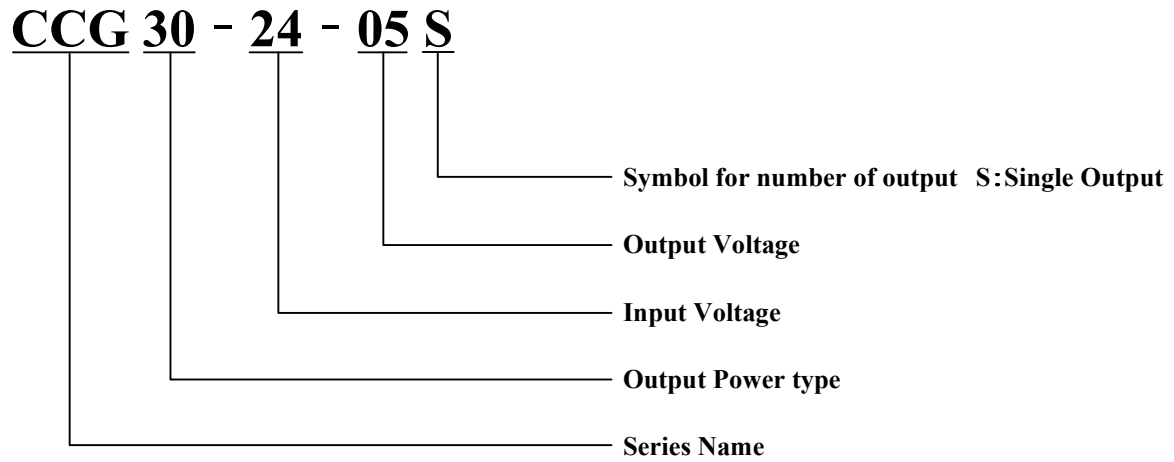 CCG 30 - 24 - 05 S
Symbol for number of output S:Single Output
Output Voltage
Input Voltage
Output Power type
Series Name